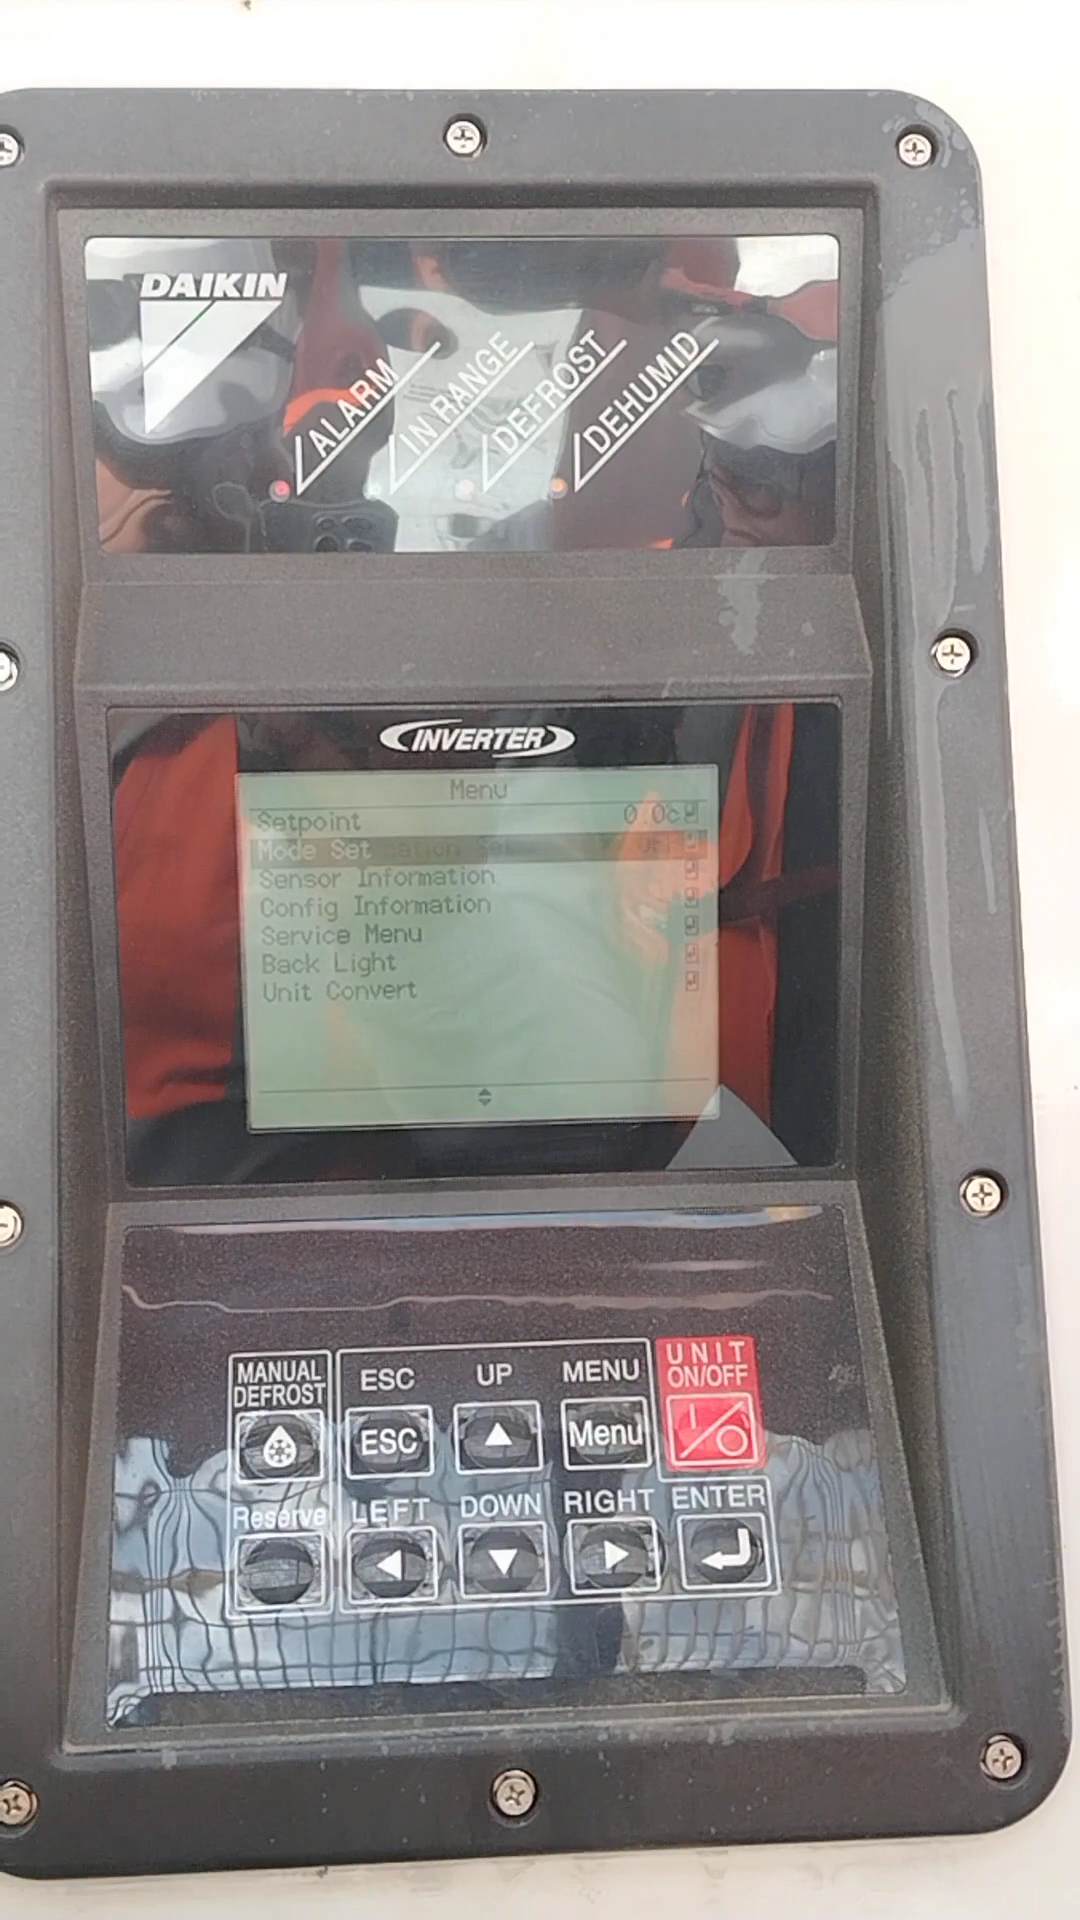 DAIKIN
ALARM
IN RANGE
DEFROST
DEHUMID
INVERTER
Menu
Setpoint 0.0c
Mode Set
Sensor Information
Config Information
Service Menu
Back Light
Unit Convert
MANUAL DEFROST
ESC
UP
MENU
UNIT ON/OFF
ESC
Menu
Reserve
LEFT
DOWN
RIGHT
ENTER